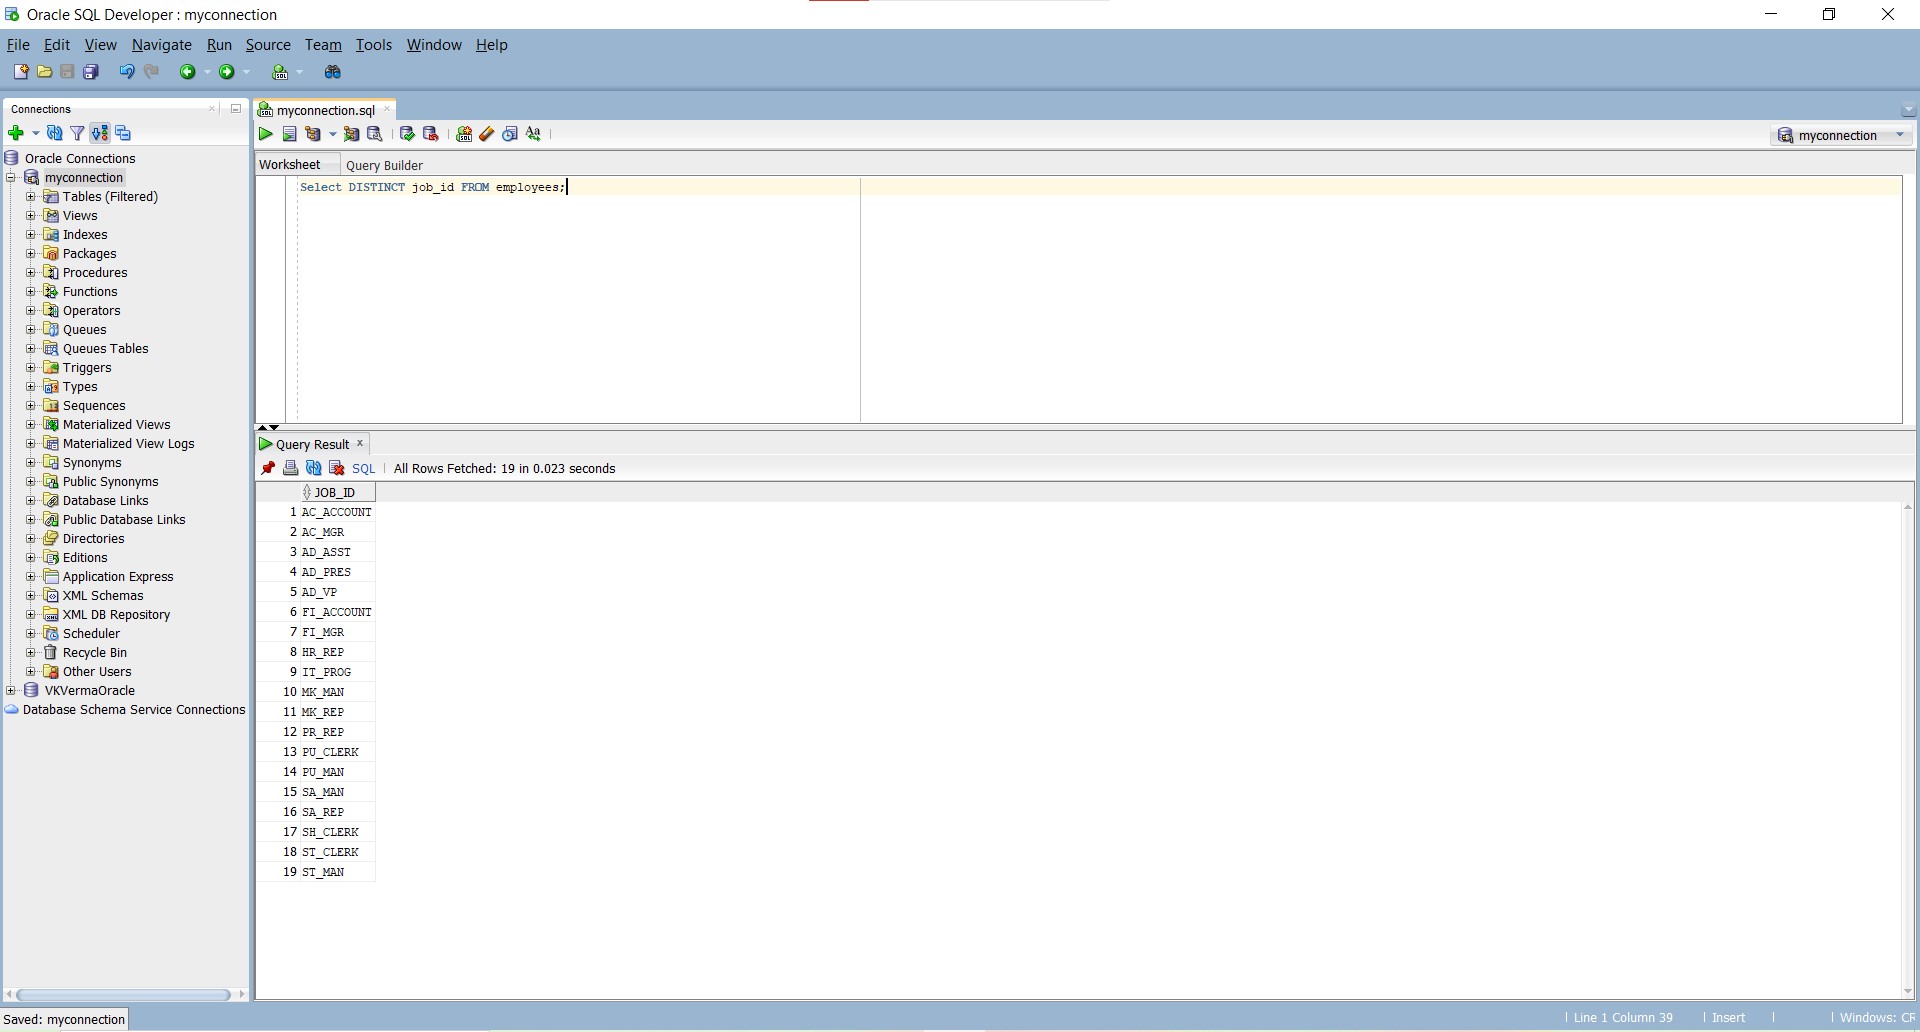 Oracle SQL Developer : myconnection
File Edit View Navigate Run Source Team Tools Window Help
Connections
myconnection.sql
myconnection
Oracle Connections
myconnection
Tables (Filtered)
Views
Indexes
Packages
Procedures
Functions
Operators
Queues
Queues Tables
Triggers
Types
Sequences
Materialized Views
Materialized View Logs
Synonyms
Public Synonyms
Database Links
Public Database Links
Directories
Editions
Application Express
XML Schemas
XML DB Repository
Scheduler
Recycle Bin
Other Users
VKVermaOracle
Database Schema Service Connections
Worksheet Query Builder
Select DISTINCT job_id FROM employees;
Query Result
SQL All Rows Fetched: 19 in 0.023 seconds
JOB_ID
1 AC_ACCOUNT
2 AC_MGR
3 AD_ASST
4 AD_PRES
5 AD_VP
6 FI_ACCOUNT
7 FI_MGR
8 HR_REP
9 IT_PROG
10 MK_MAN
11 MK_REP
12 PR_REP
13 PU_CLERK
14 PU_MAN
15 SA_MAN
16 SA_REP
17 SH_CLERK
18 ST_CLERK
19 ST_MAN
Saved: myconnection
Line 1 Column 39 Insert Windows: CR